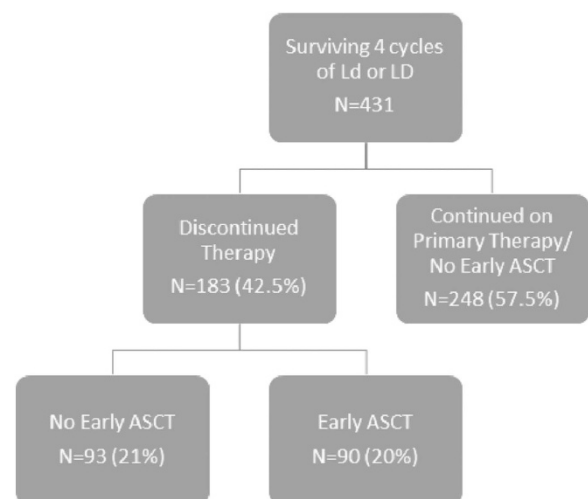 Surviving 4 cycles
of Ld or LD
N=431
Discontinued
Therapy
N=183 (42.5%)
Continued on
Primary Therapy/
No Early ASCT
N=248 (57.5%)
No Early ASCT
N=93 (21%)
Early ASCT
N=90 (20%)